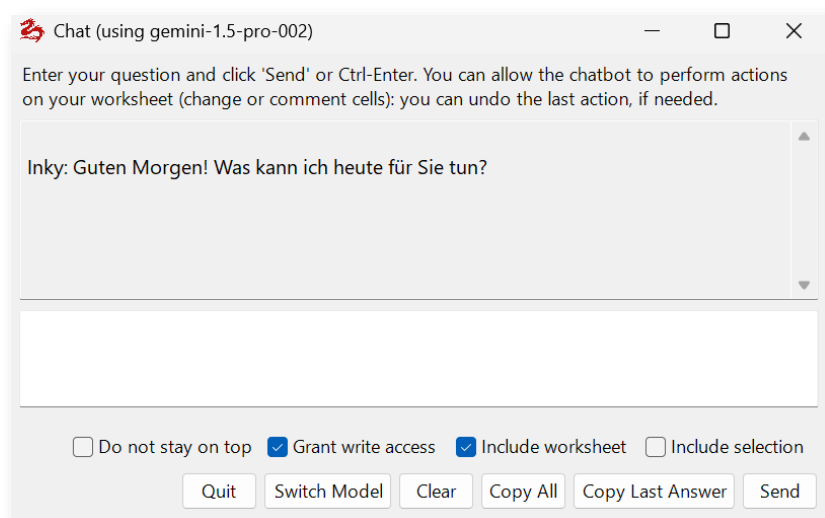 Chat (using gemini-1.5-pro-002)
Enter your question and click 'Send' or Ctrl-Enter. You can allow the chatbot to perform actions
on your worksheet (change or comment cells): you can undo the last action, if needed.
Inky: Guten Morgen! Was kann ich heute für Sie tun?
Do not stay on top Grant write access Include worksheet Include selection
Quit Switch Model Clear Copy All Copy Last Answer Send